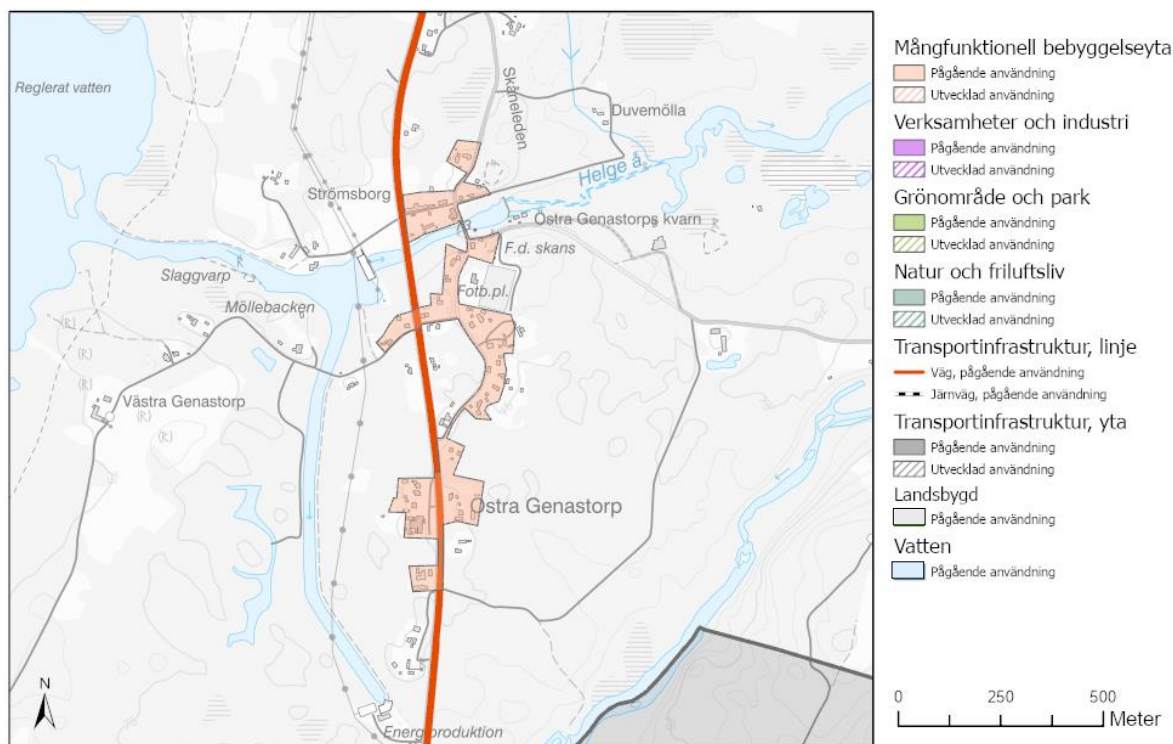 Reglerat vatten
Skåneleden
Duvemölla
Strömsborg
Helge å
Östra Genastorps kvarn
F.d. skans
Slaggvarp
R
Fotb.pl.
Möllebacken
(R)
Västra Genastorp
(R)
(R)
Östra Genastorp
Energiproduktion
N
Mångfunktionell bebyggelseyta
Pågående användning
Utvecklad användning
Verksamheter och industri
Pågående användning
Utvecklad användning
Grönområde och park
Pågående användning
Utvecklad användning
Natur och friluftsliv
Pågående användning
Utvecklad användning
Transportinfrastruktur, linje
Väg, pågående användning
Järnväg, pågående användning
Transportinfrastruktur, yta
Pågående användning
Utvecklad användning
Landsbygd
Pågående användning
Vatten
Pågående användning
0 250 500
Meter